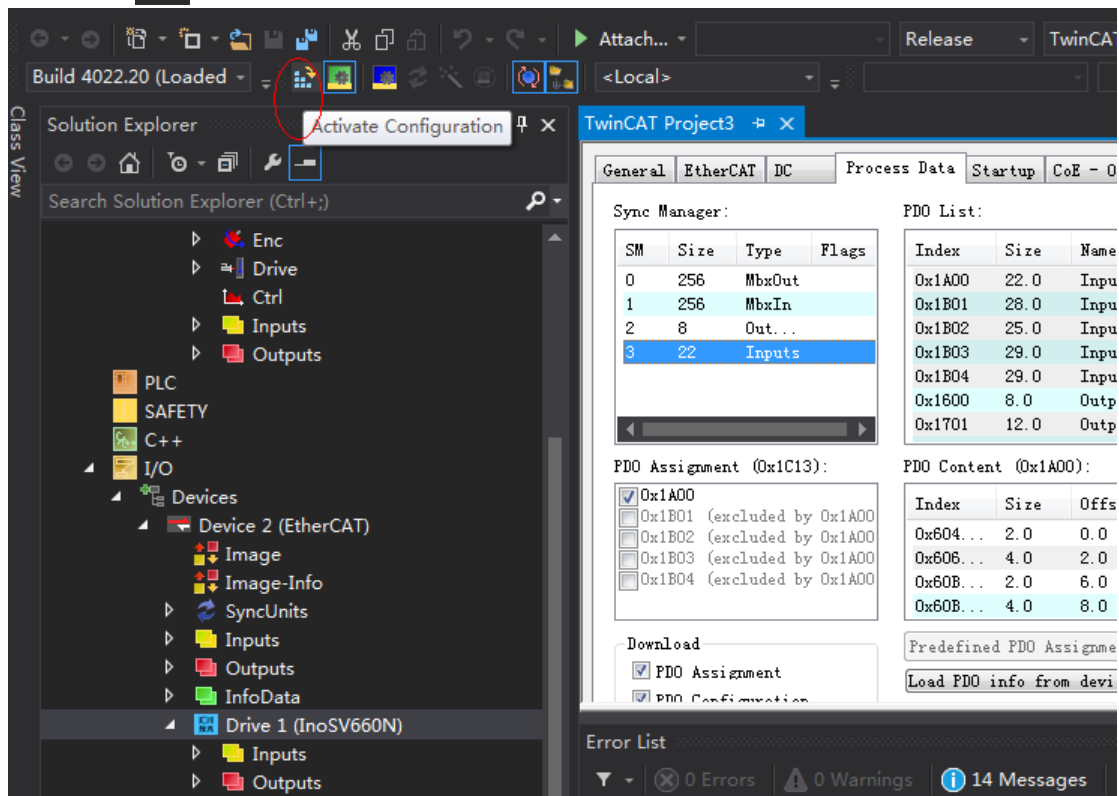 Attach...
Release
TwinCAT
Build 4022.20 (Loaded
<Local>
Class View
Solution Explorer
Activate Configuration
TwinCAT Project3
Search Solution Explorer (Ctrl+;)
General EtherCAT DC Process Data Startup CoE - O
Sync Manager:
SM Size Type Flags
0 256 MbxOut
1 256 MbxIn
2 8 Out...
3 22 Inputs
PDO List:
Index Size Name
0x1A00 22.0 Inpu
0x1B01 28.0 Inpu
0x1B02 25.0 Inpu
0x1B03 29.0 Inpu
0x1B04 29.0 Inpu
0x1600 8.0 Outp
0x1701 12.0 Outp
Enc
Drive
Ctrl
Inputs
Outputs
PLC
SAFETY
C++
I/O
Devices
Device 2 (EtherCAT)
Image
Image-Info
SyncUnits
Inputs
Outputs
InfoData
Drive 1 (InoSV660N)
Inputs
Outputs
PDO Assignment (0x1C13):
0x1A00
0x1B01 (excluded by 0x1A00
0x1B02 (excluded by 0x1A00
0x1B03 (excluded by 0x1A00
0x1B04 (excluded by 0x1A00
PDO Content (0x1A00):
Index Size Offs
0x604... 2.0 0.0
0x606... 4.0 2.0
0x60B... 2.0 6.0
0x60B... 4.0 8.0
Download
PDO Assignment
PDO Configuration
Predefined PDO Assignme
Load PDO info from devi
Error List
0 Errors 0 Warnings 14 Messages